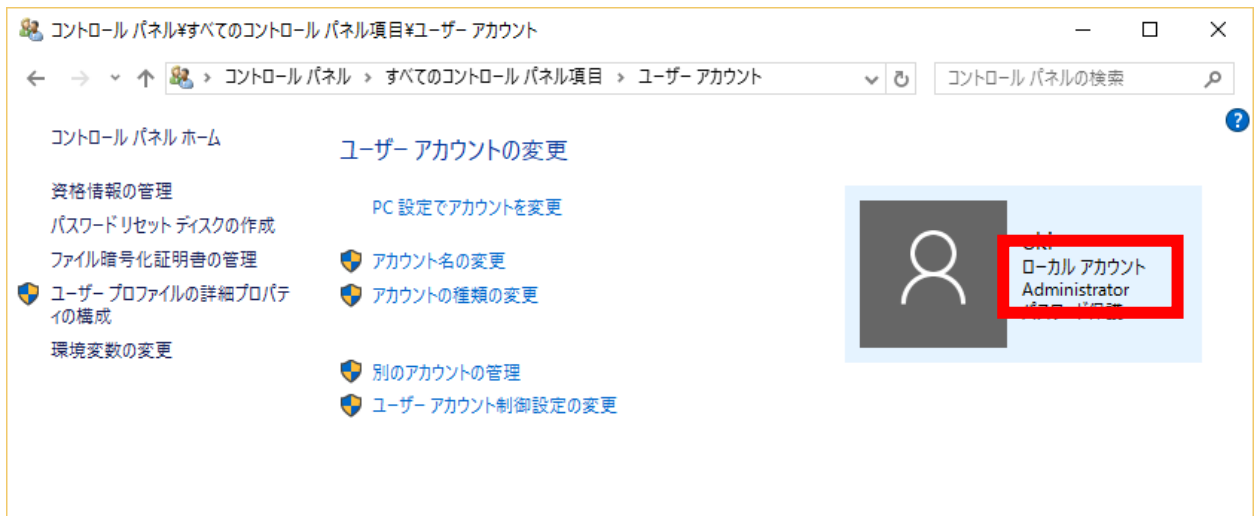 コントロール パネル¥すべてのコントロール パネル項目¥ユーザー アカウント
コントロール パネル › すべてのコントロール パネル項目 › ユーザー アカウント
コントロール パネルの検索
?
コントロール パネル ホーム
資格情報の管理
パスワード リセット ディスクの作成
ファイル暗号化証明書の管理
ユーザー プロファイルの詳細プロパテ
ィの構成
環境変数の変更
ユーザー アカウントの変更
PC 設定でアカウントを変更
アカウント名の変更
アカウントの種類の変更
別のアカウントの管理
ユーザー アカウント制御設定の変更
ローカル アカウント
Administrator
パスワード保護